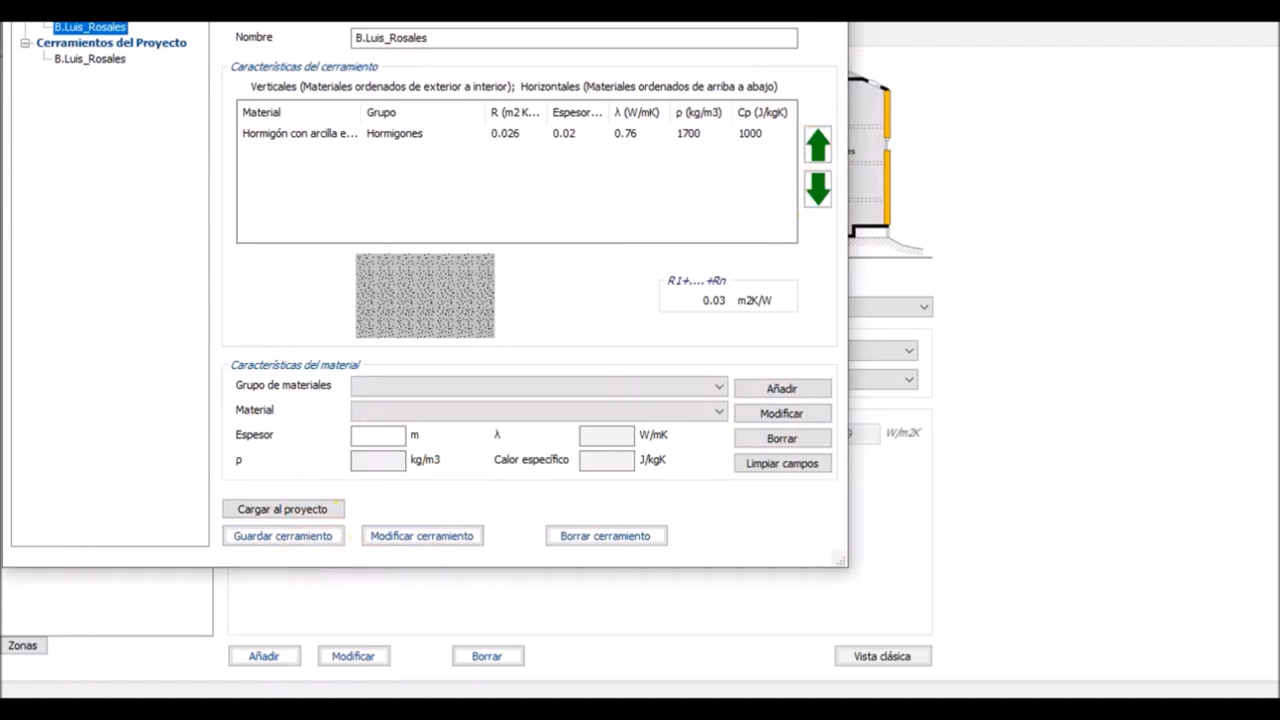 B.Luis_Rosales
Cerramientos del Proyecto
B.Luis_Rosales
Nombre
B.Luis_Rosales
Características del cerramiento
Verticales (Materiales ordenados de exterior a interior); Horizontales (Materiales ordenados de arriba a abajo)
Material Grupo R (m2 K... Espesor... λ (W/mK) ρ (kg/m3) Cp (J/kgK)
Hormigón con arcilla e... Hormigones 0.026 0.02 0.76 1700 1000
R1+....+Rn
0.03 m2K/W
Características del material
Grupo de materiales Añadir
Material Modificar
Espesor m λ W/mK Borrar
ρ kg/m3 Calor específico J/kgK Limpiar campos
Cargar al proyecto
Guardar cerramiento Modificar cerramiento Borrar cerramiento
W/m2K
Zonas
Añadir Modificar Borrar Vista clásica